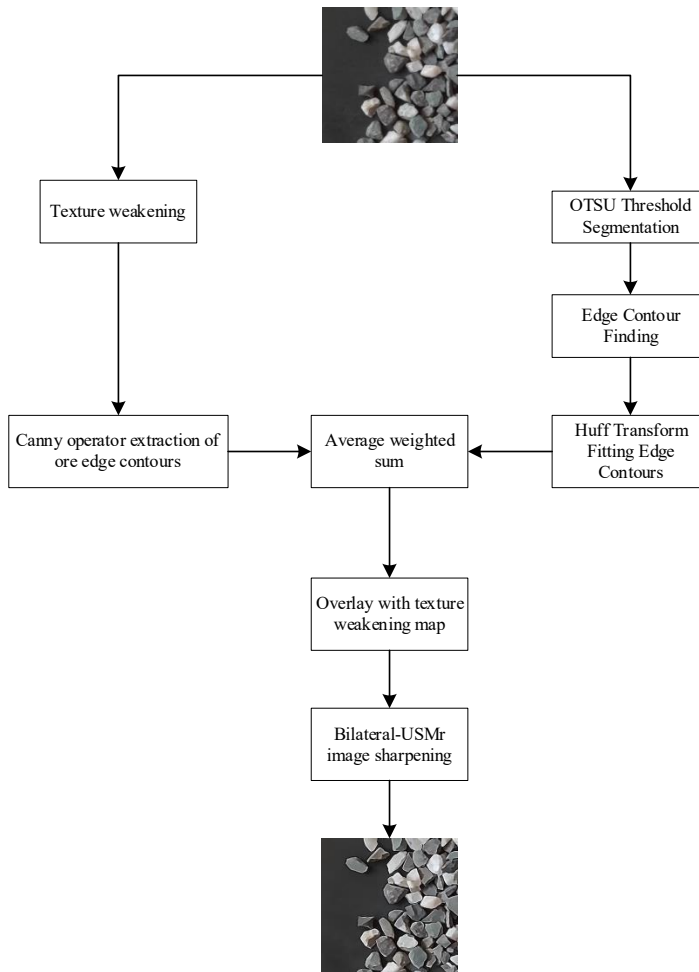 Texture weakening
OTSU Threshold
Segmentation
Edge Contour
Finding
Canny operator extraction of
ore edge contours
Average weighted
sum
Huff Transform
Fitting Edge
Contours
Overlay with texture
weakening map
Bilateral-USMr
image sharpening